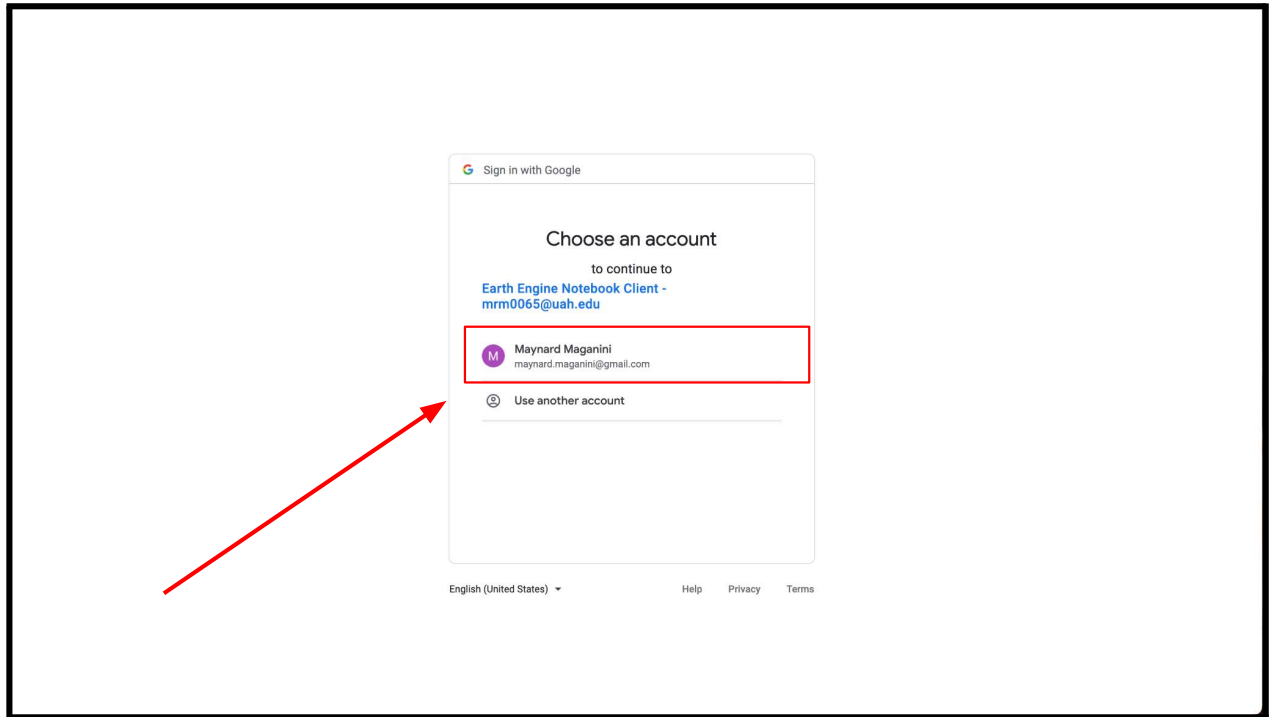 Sign in with Google
Choose an account
to continue to
Earth Engine Notebook Client -
mrm0065@uah.edu
M
Maynard Maganini
maynard.maganini@gmail.com
Use another account
English (United States)
Help Privacy Terms